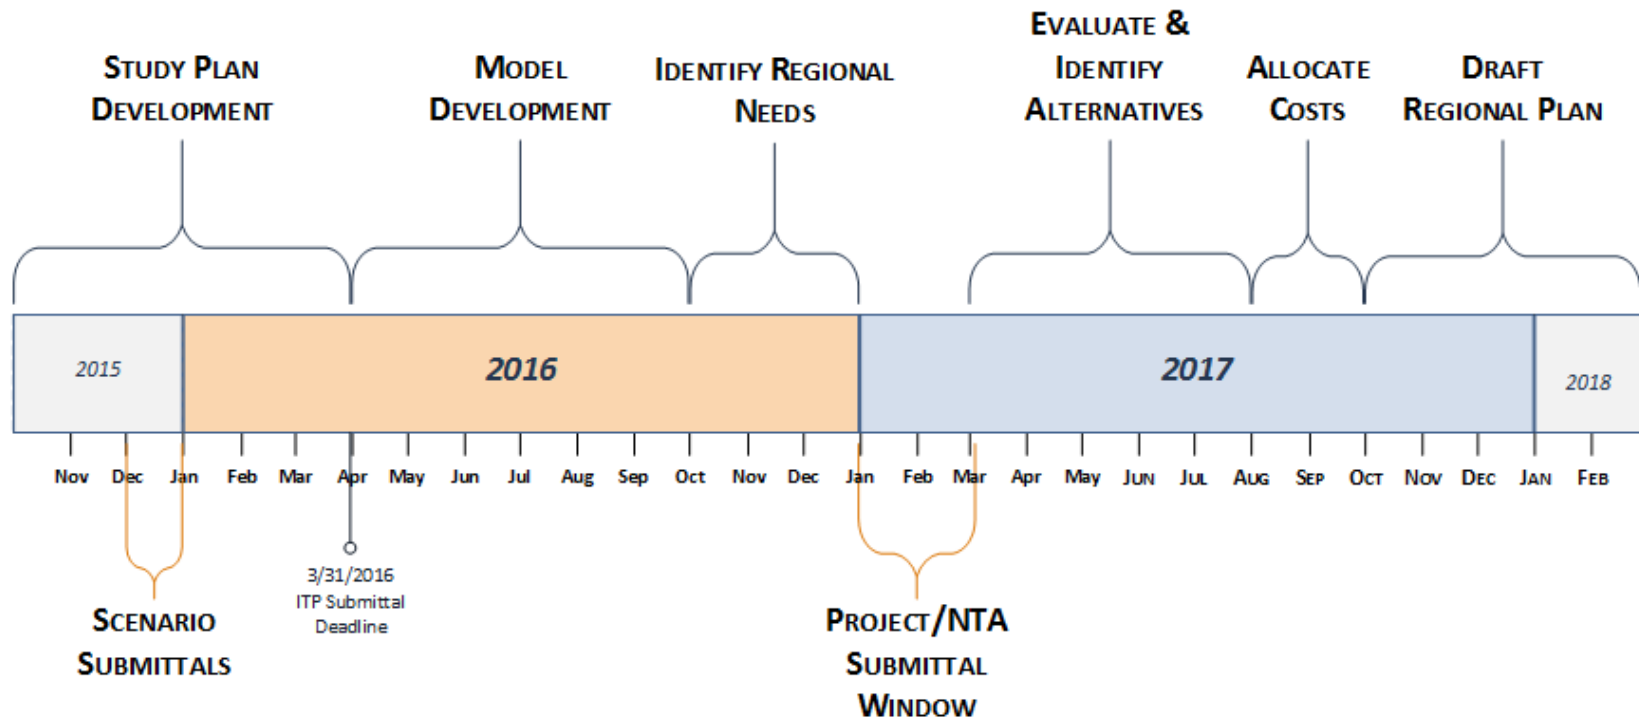 STUDY PLAN
DEVELOPMENT
MODEL
DEVELOPMENT
IDENTIFY REGIONAL
NEEDS
EVALUATE &
IDENTIFY
ALTERNATIVES
ALLOCATE
COSTS
DRAFT
REGIONAL PLAN
2015
2016
2017
2018
Nov Dec Jan Feb Mar Apr May Jun Jul Aug Sep Oct Nov Dec Jan Feb Mar Apr May JUN JUL AUG SEP OCT NOV DEC JAN FEB
SCENARIO
SUBMITTALS
3/31/2016
ITP Submittal
Deadline
PROJECT/NTA
SUBMITTAL
WINDOW